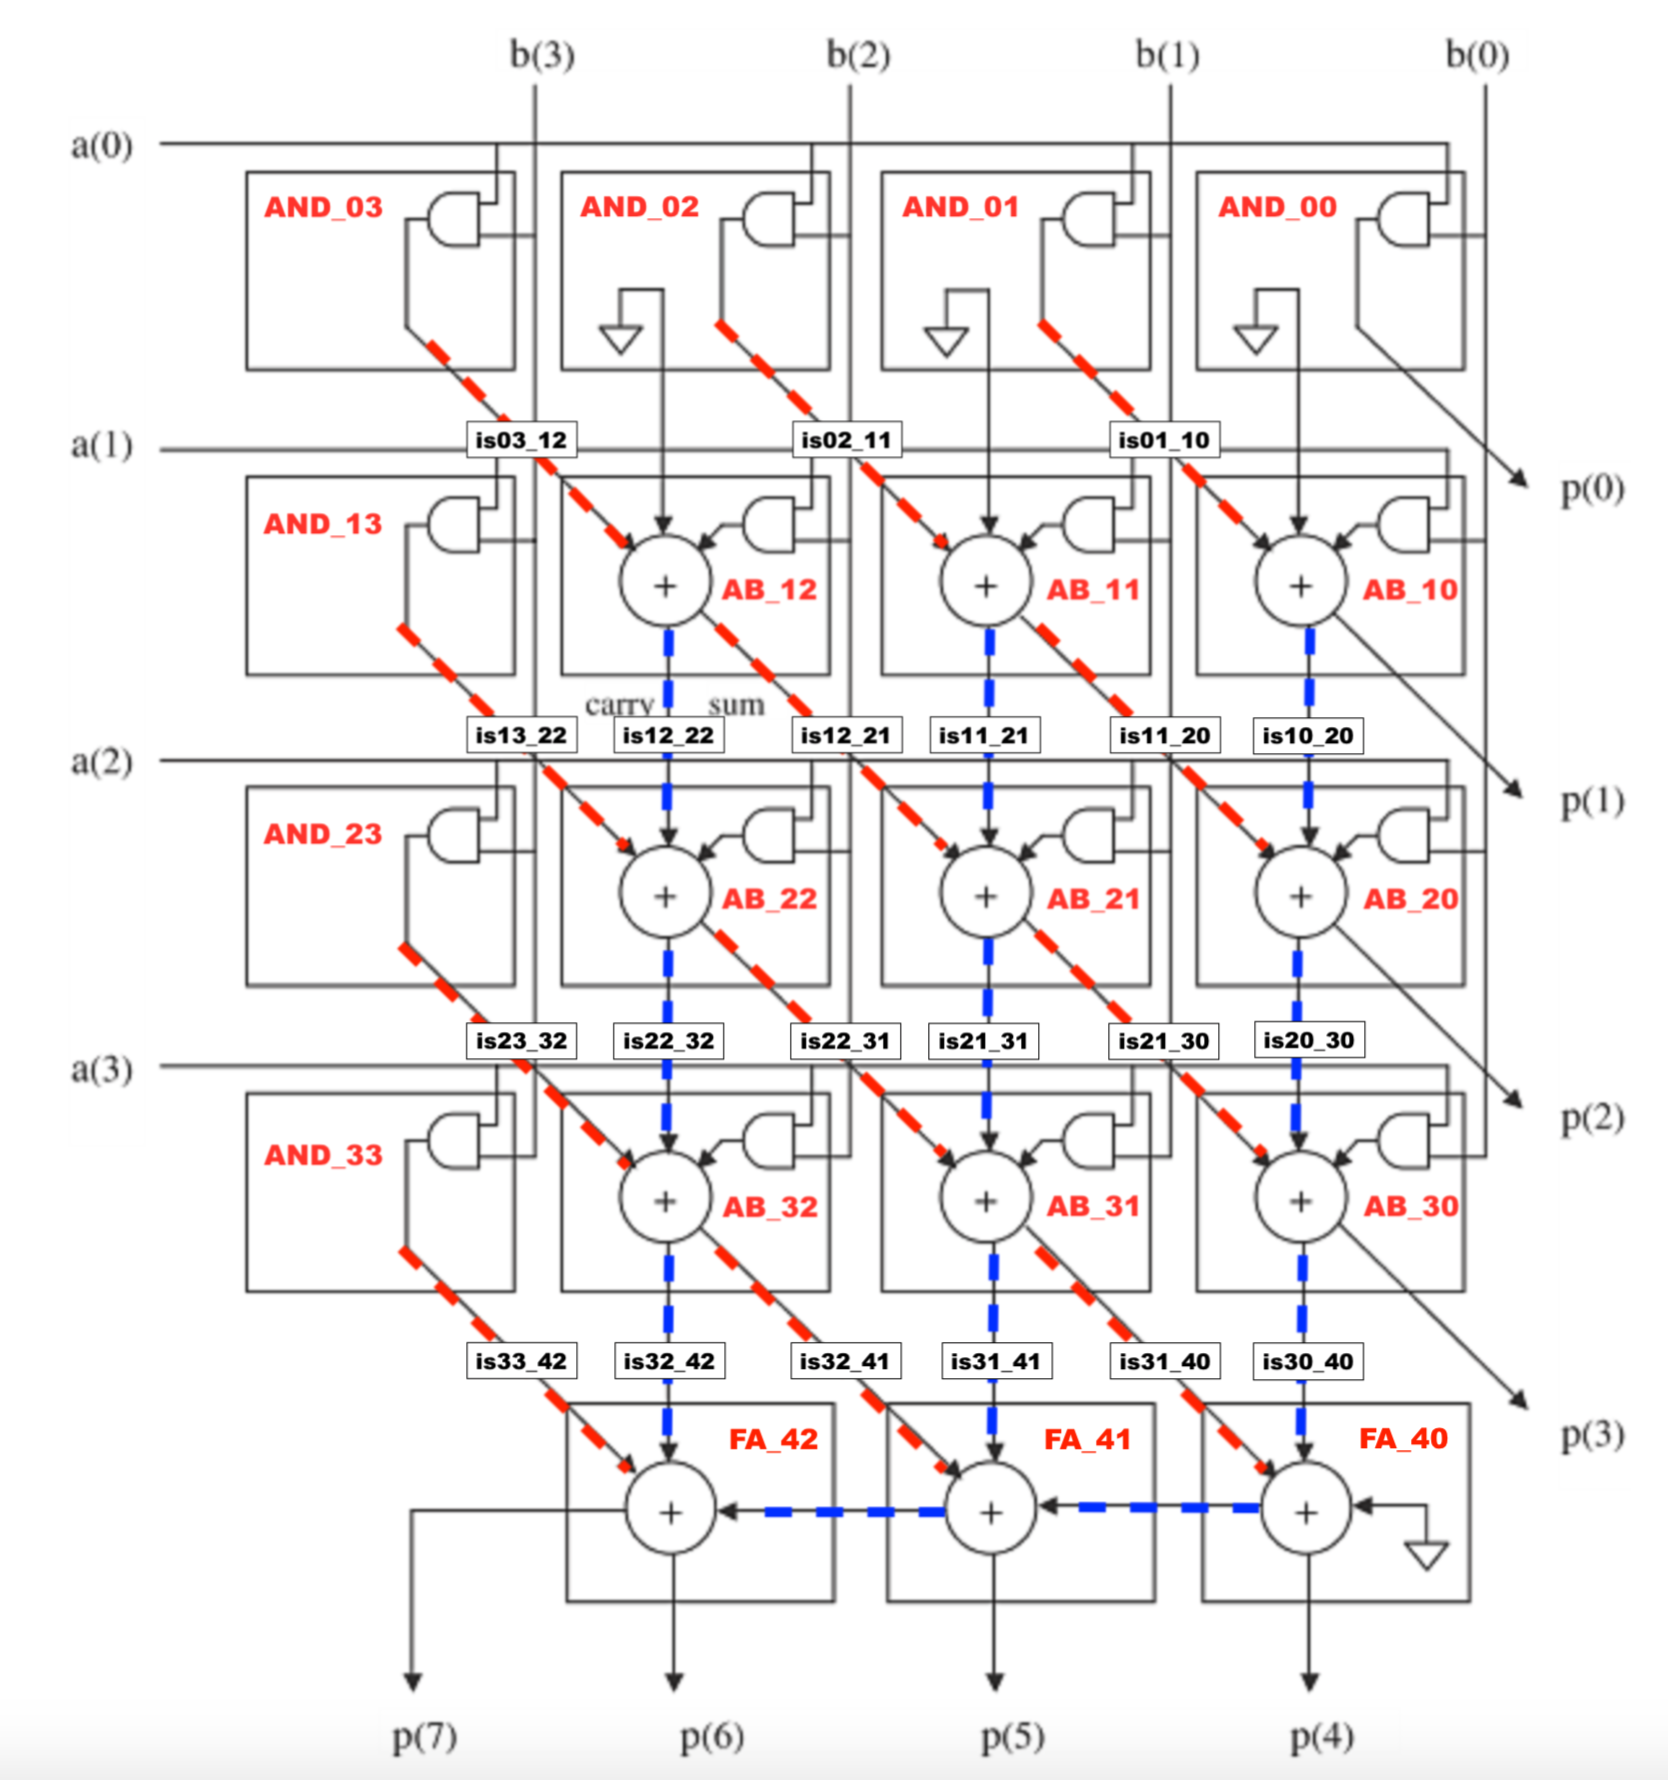 b(3) b(2) b(1) b(0)
a(0)
AND_03 AND_02 AND_01 AND_00
a(1) is03_12 is02_11 is01_10
p(0)
AND_13
AB_12 AB_11 AB_10
carry sum
is13_22 is12_22 is12_21 is11_21 is11_20 is10_20
a(2)
p(1)
AND_23
AB_22 AB_21 AB_20
is23_32 is22_32 is22_31 is21_31 is21_30 is20_30
a(3)
p(2)
AND_33
AB_32 AB_31 AB_30
is33_42 is32_42 is32_41 is31_41 is31_40 is30_40
FA_42 FA_41 FA_40
p(3)
p(7) p(6) p(5) p(4)